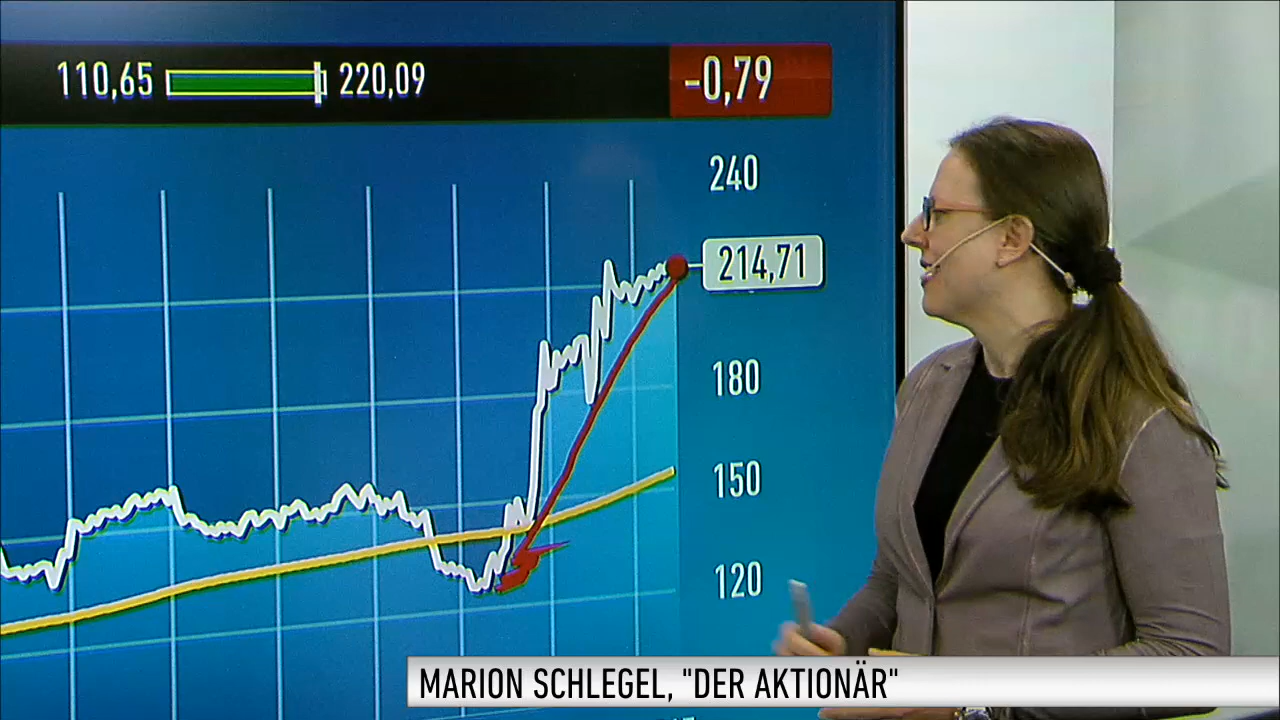 110,65 220,09 -0,79
240
214,71
180
150
120
MARION SCHLEGEL, "DER AKTIONÄR"